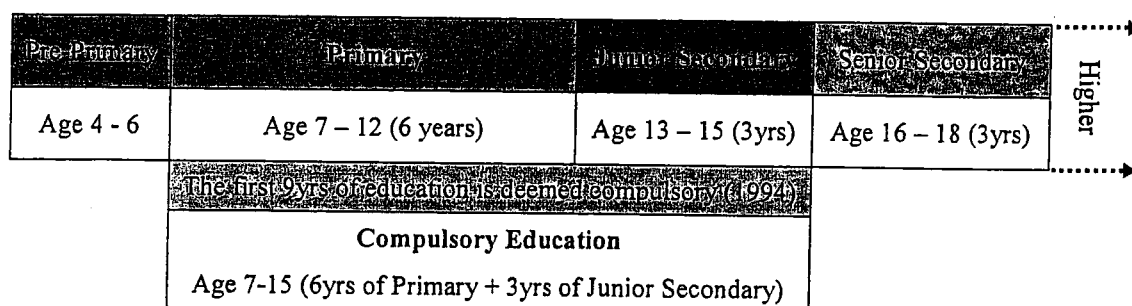 Pre-Primary Primary Junior Secondary Senior Secondary
Higher
Age 4 - 6 Age 7 – 12 (6 years) Age 13 – 15 (3yrs) Age 16 – 18 (3yrs)
The first 9yrs of education is deemed compulsory (1994)
Compulsory Education
Age 7-15 (6yrs of Primary + 3yrs of Junior Secondary)